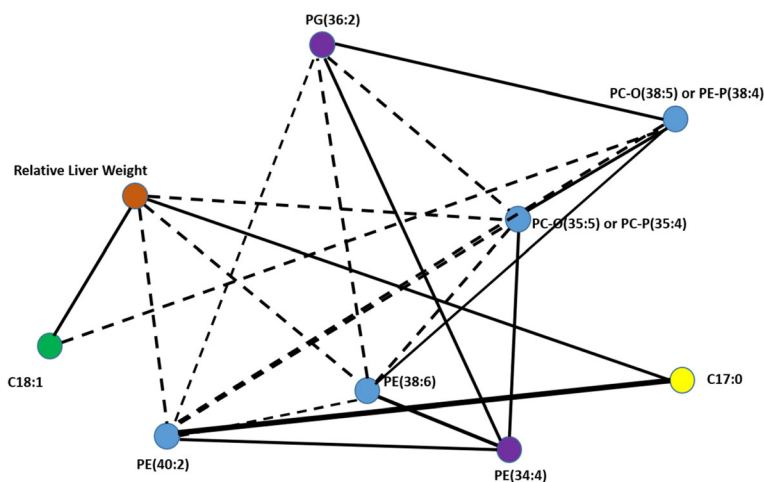 PG(36:2)
PC-O(38:5) or PE-P(38:4)
Relative Liver Weight
PC-O(35:5) or PC-P(35:4)
C18:1
PE(38:6)
C17:0
PE(40:2)
PE(34:4)